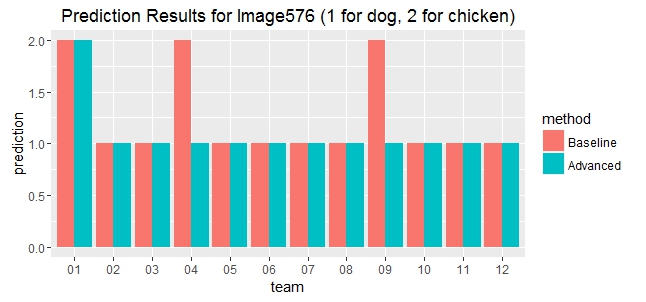 Prediction Results for Image576 (1 for dog, 2 for chicken)
2.0
1.5
1.0
0.5
0.0
prediction
01 02 03 04 05 06 07 08 09 10 11 12
team
method
Baseline
Advanced